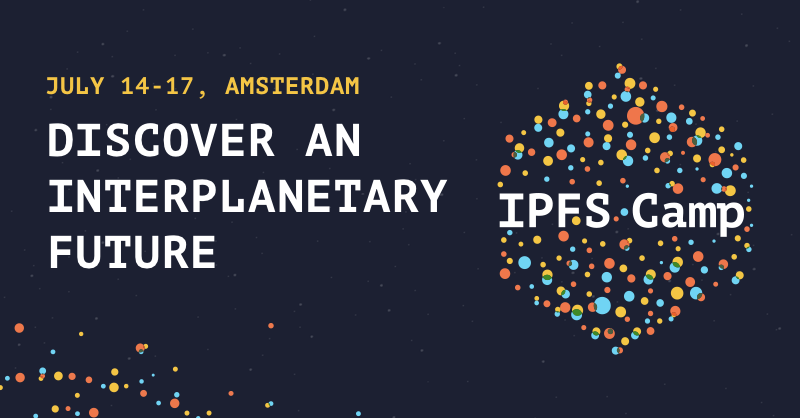 JULY 14-17, AMSTERDAM
DISCOVER AN
INTERPLANETARY
FUTURE
IPFS Camp